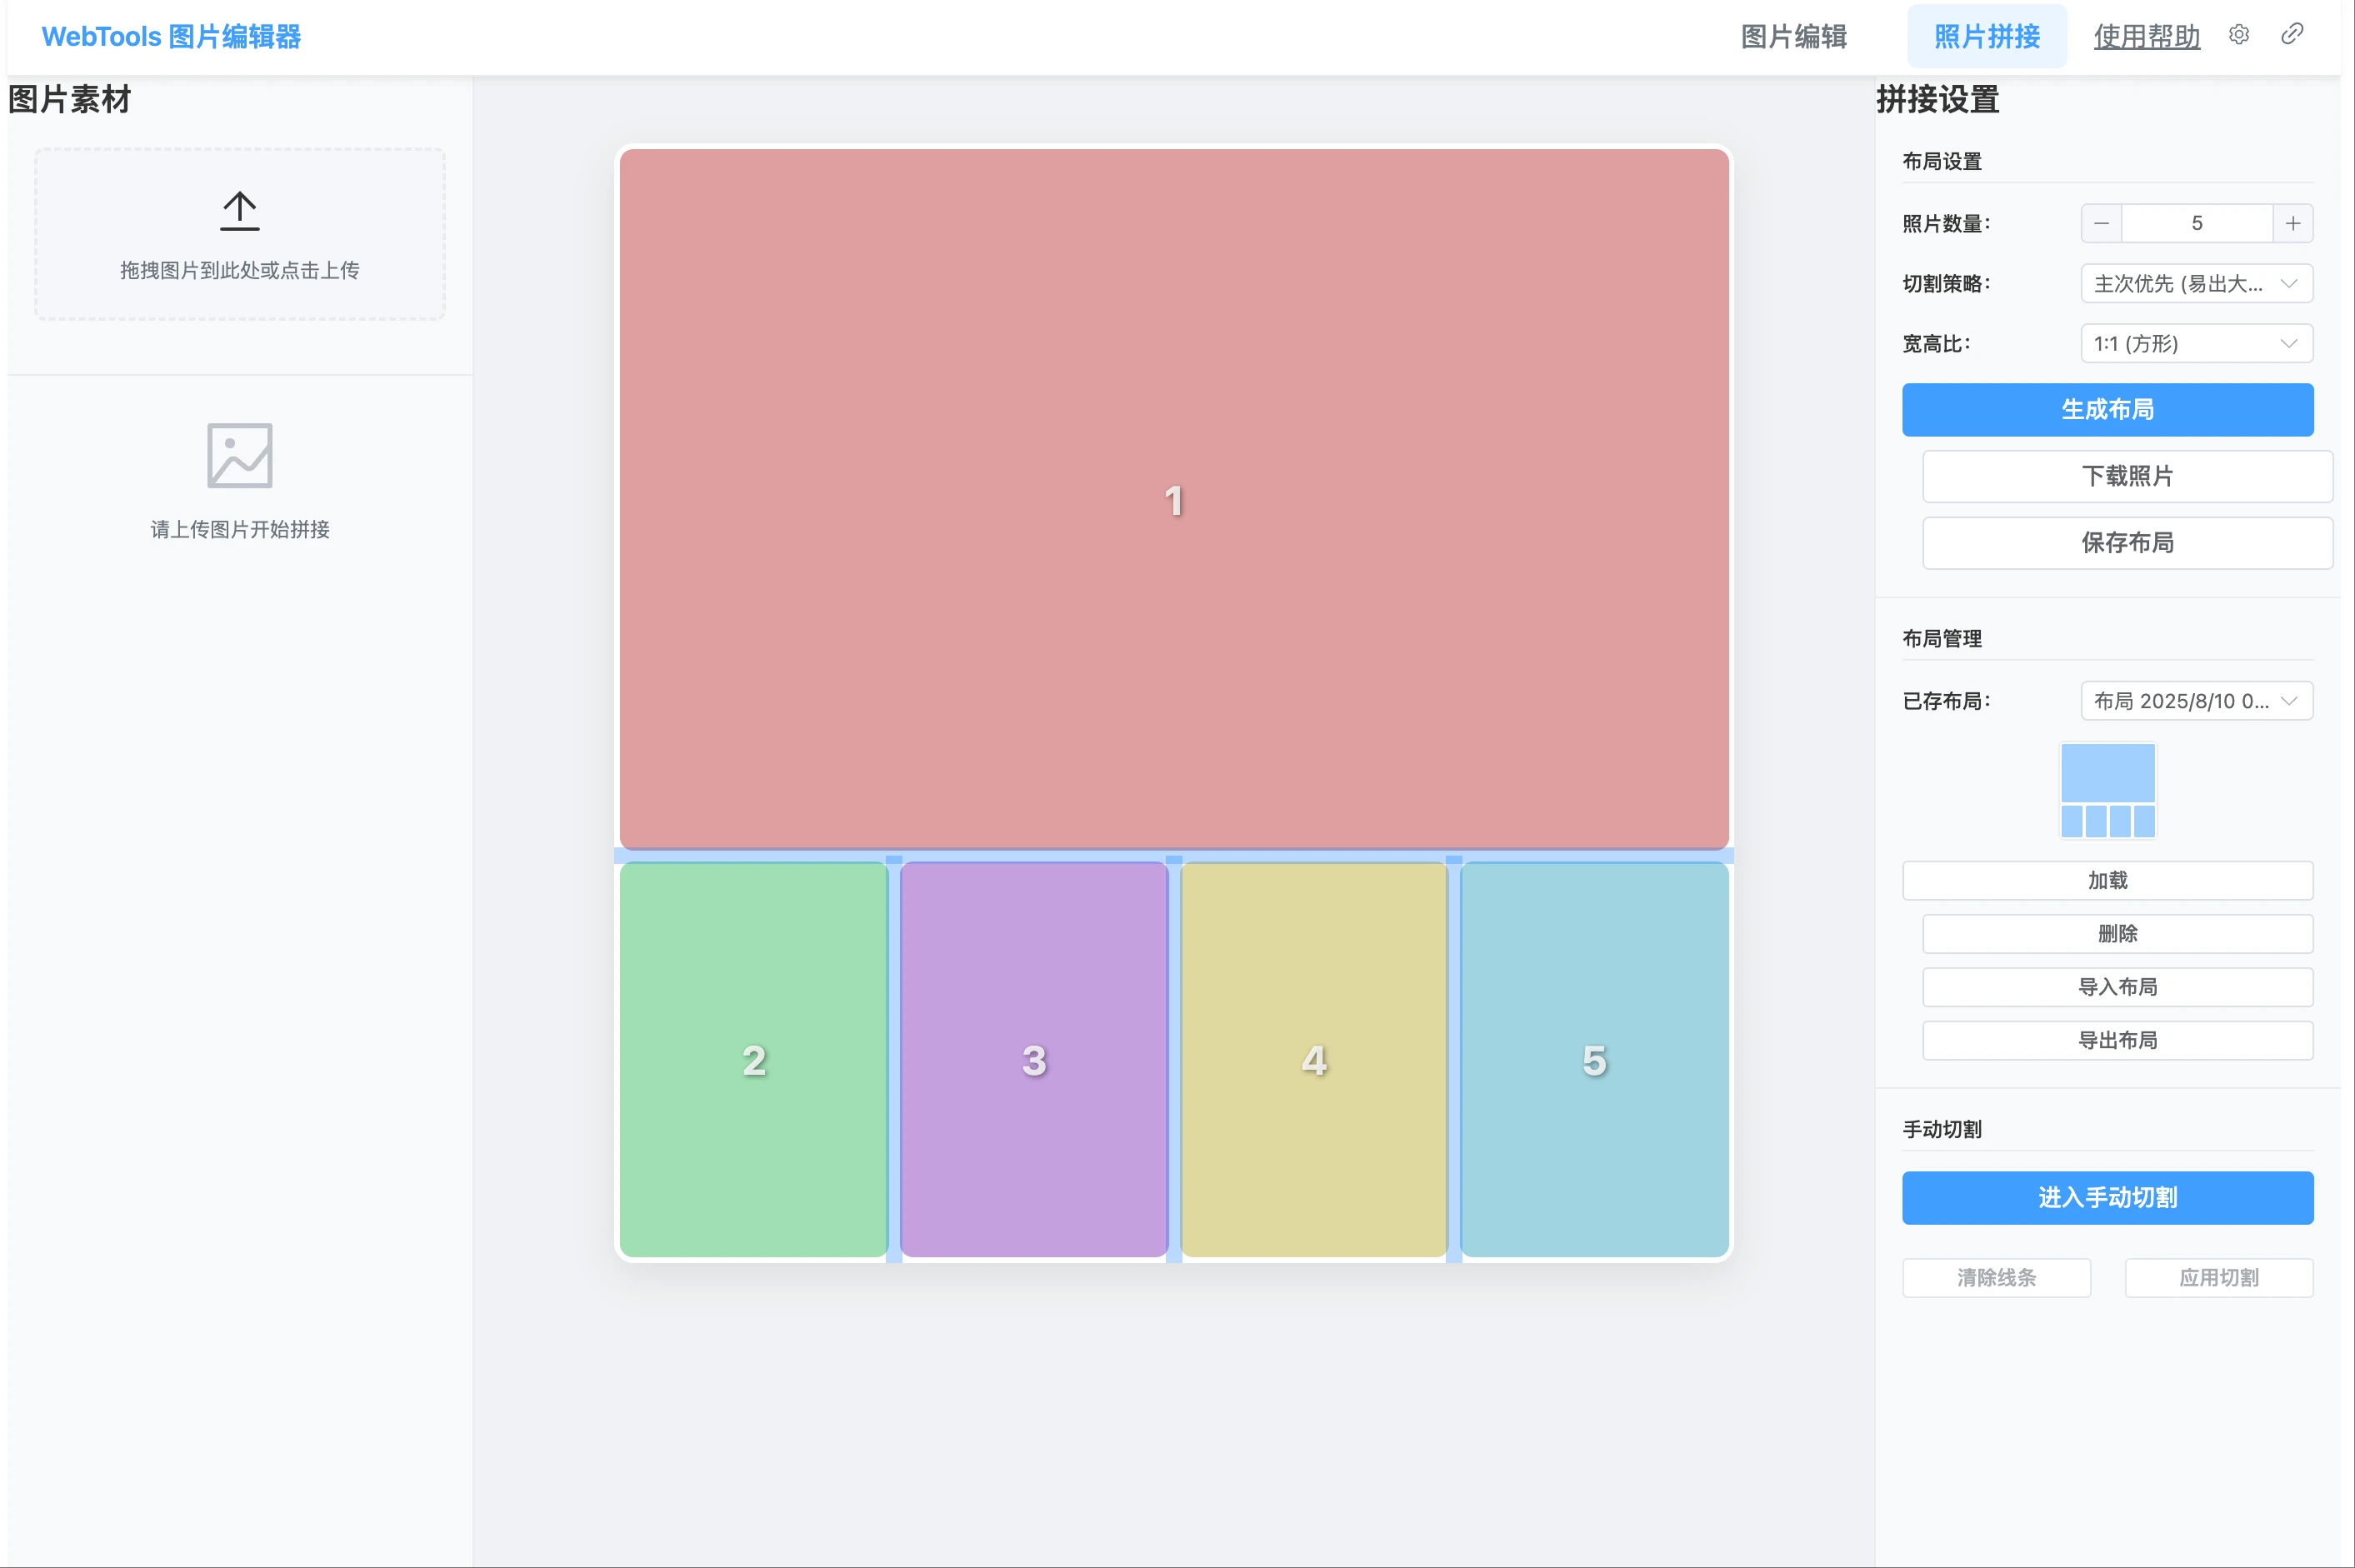 WebTools 图片编辑器
图片编辑
照片拼接
使用帮助
图片素材
拖拽图片到此处或点击上传
请上传图片开始拼接
1
2
3
4
5
拼接设置
布局设置
照片数量：
5
切割策略：
主次优先 (易出大...
宽高比：
1:1 (方形)
生成布局
下载照片
保存布局
布局管理
已存布局：
布局 2025/8/10 0...
加载
删除
导入布局
导出布局
手动切割
进入手动切割
清除线条
应用切割